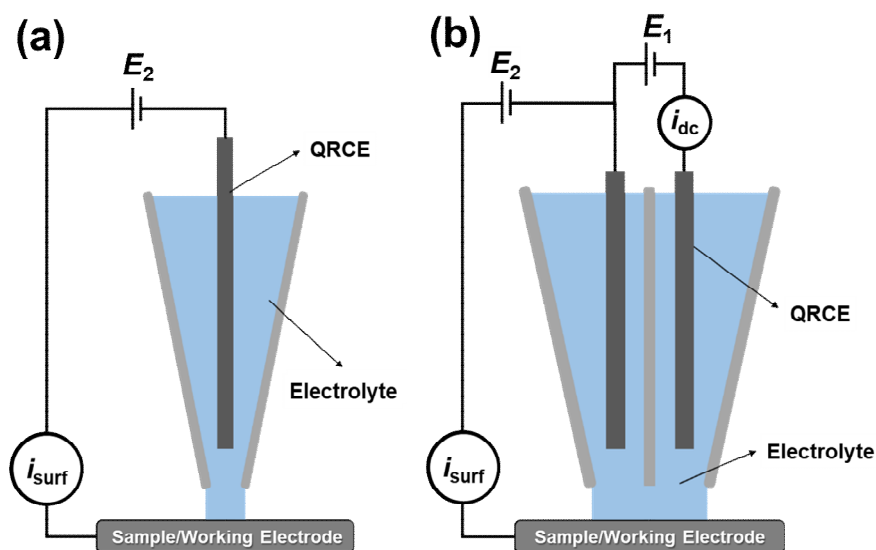 (a)
E2
QRCE
Electrolyte
isurf
Sample/Working Electrode
(b)
E1
E2
idc
QRCE
Electrolyte
isurf
Sample/Working Electrode